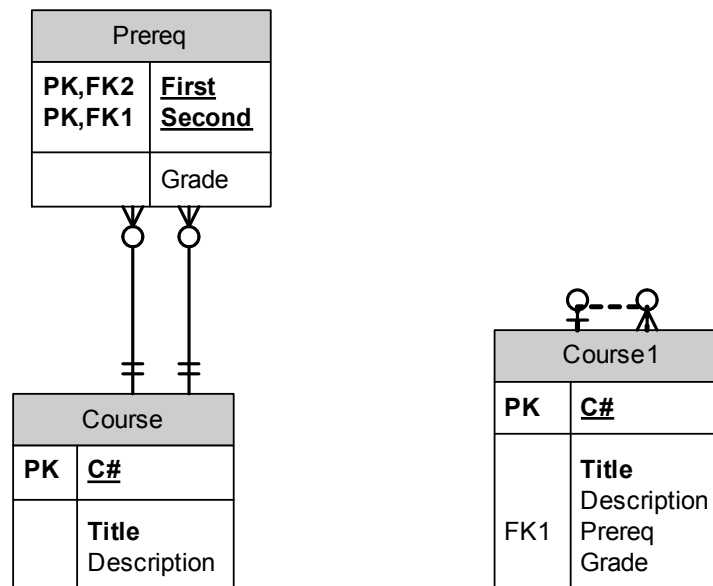 Prereq
PK,FK2 First
PK,FK1 Second
Grade
Course
PK C#
Title
Description
Course1
PK C#
Title
Description
FK1 Prereq
Grade